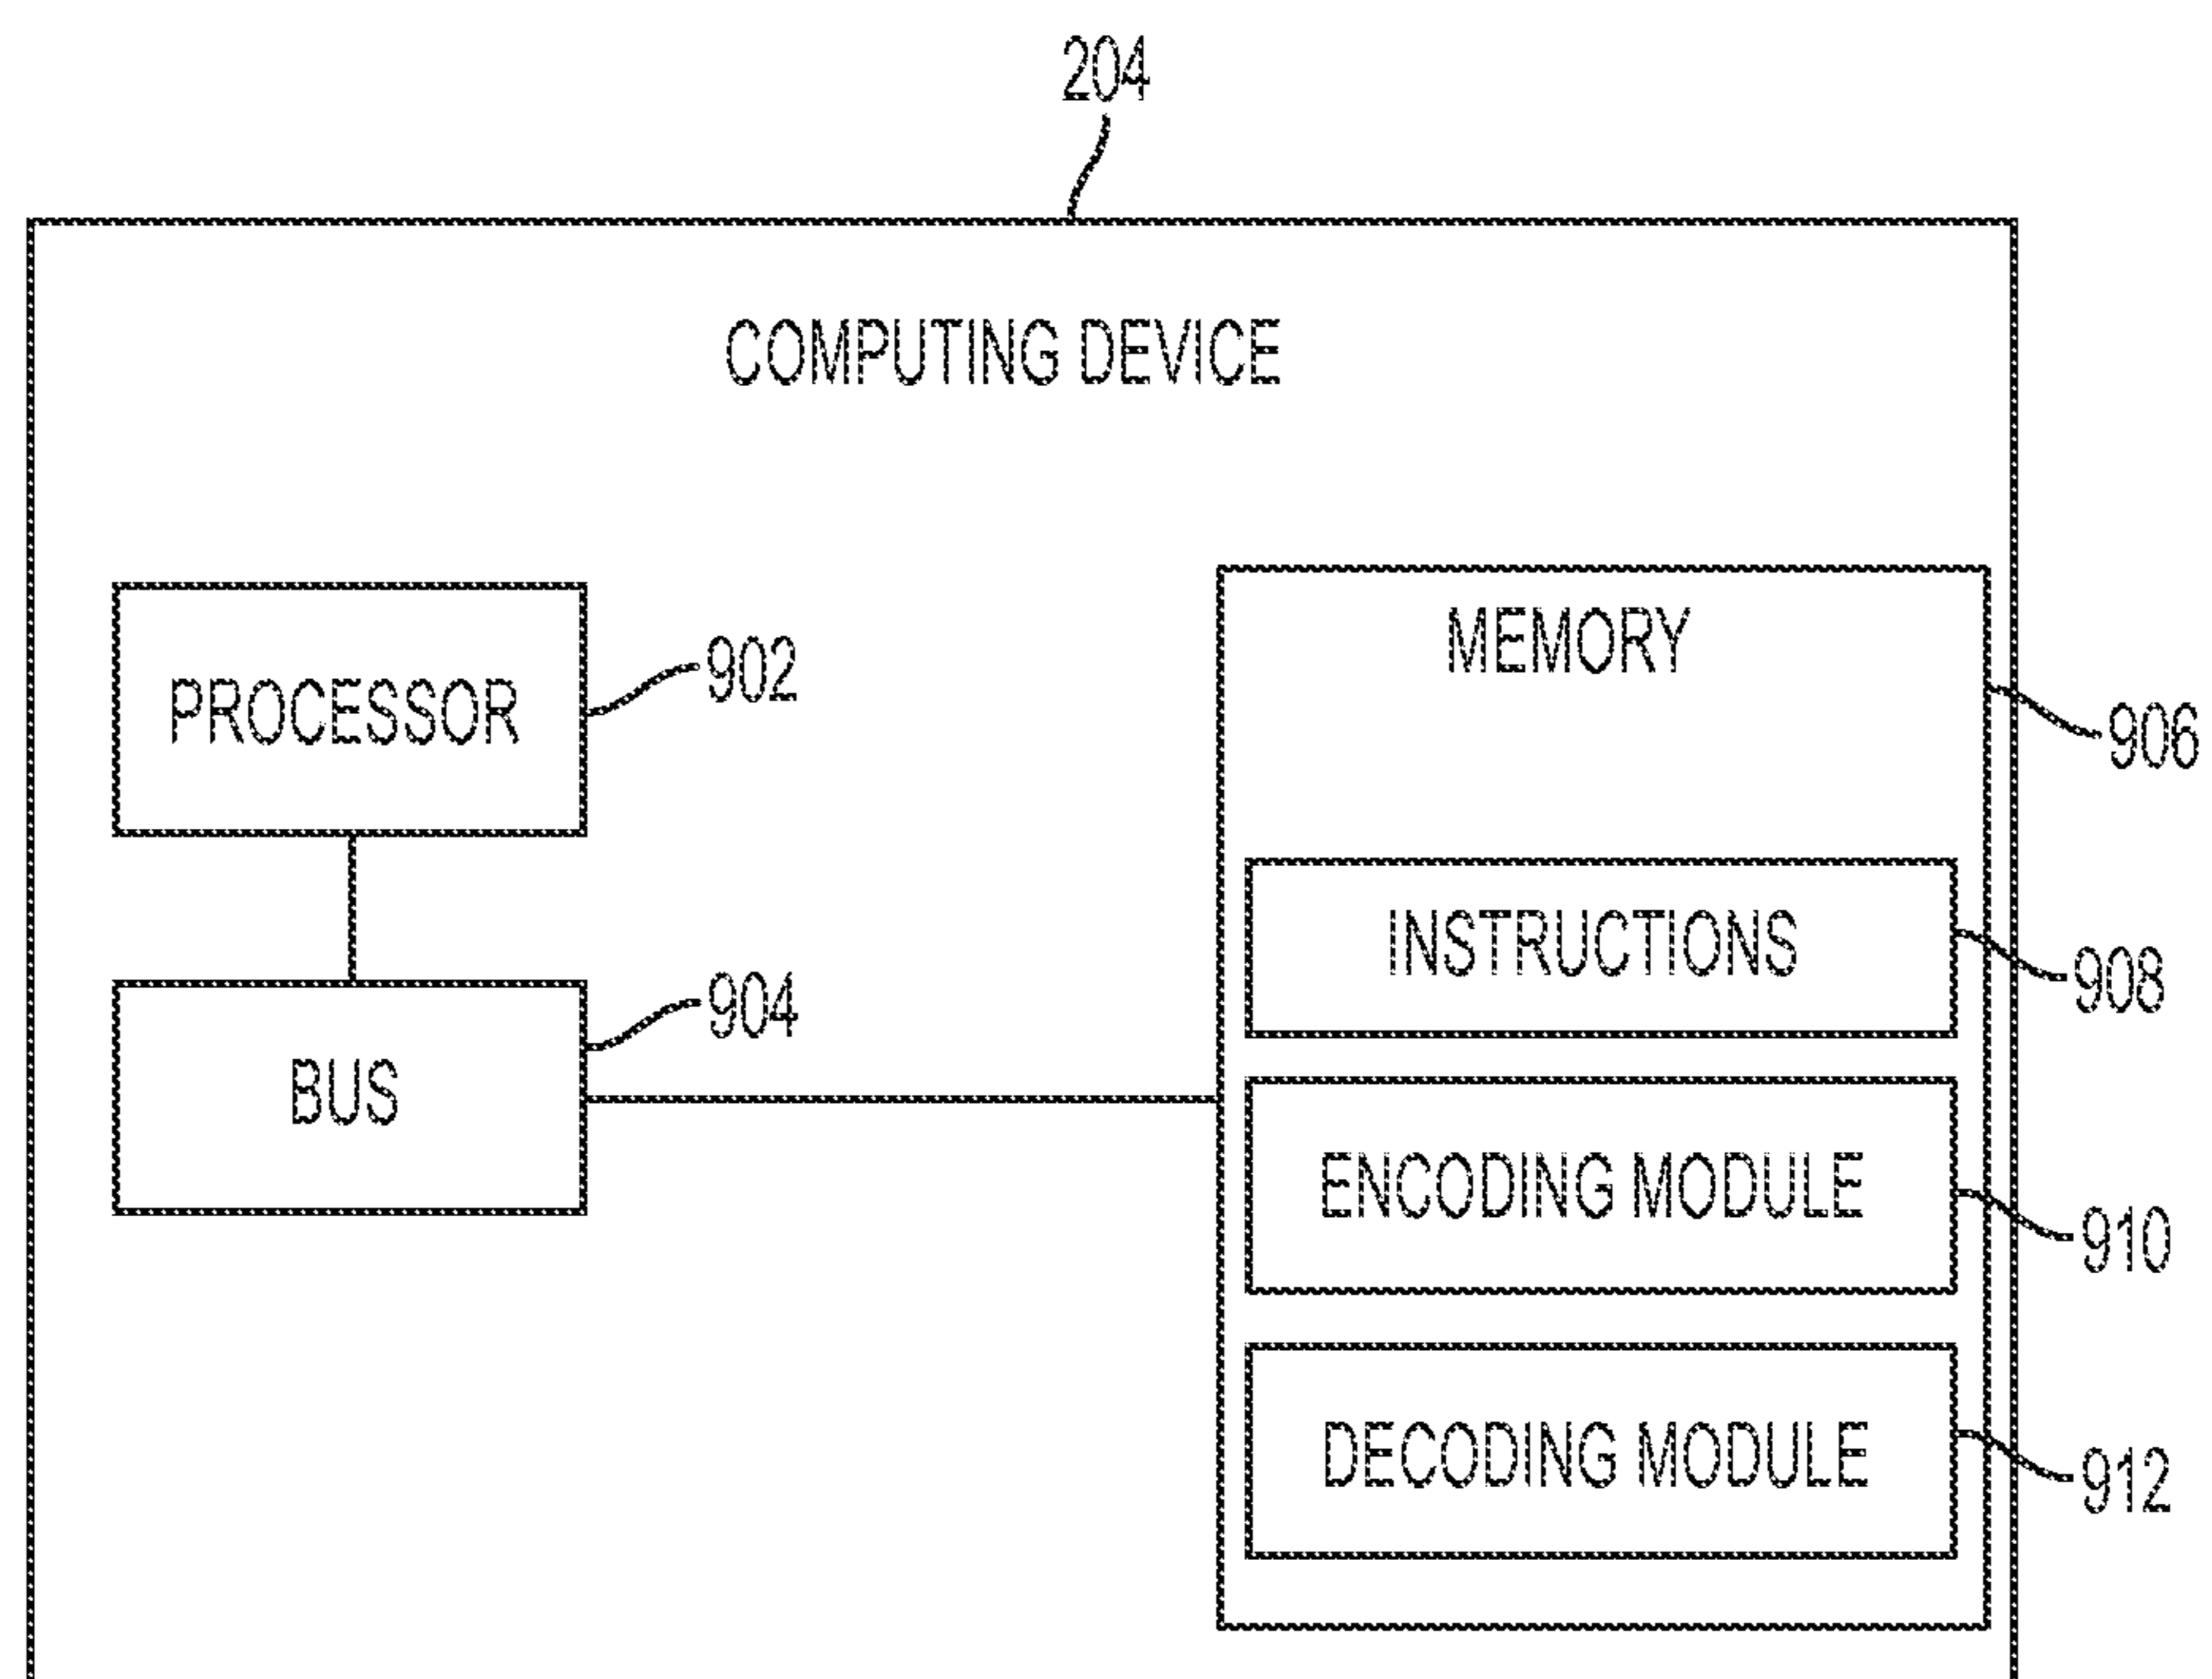 204
COMPUTING DEVICE
PROCESSOR
902
MEMORY
906
INSTRUCTIONS
908
BUS
904
ENCODING MODULE
910
DECODING MODULE
912